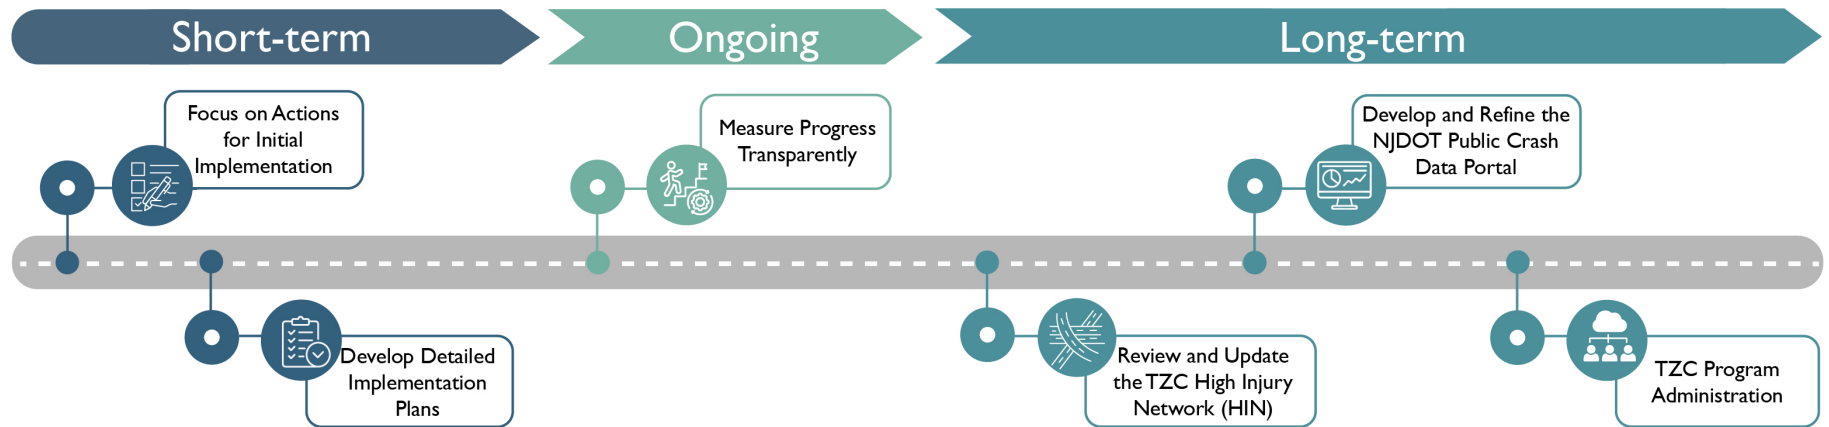 Short-term
Ongoing
Long-term
Focus on Actions
for Initial
Implementation
Measure Progress
Transparently
Develop and Refine the
NJDOT Public Crash
Data Portal
Develop Detailed
Implementation
Plans
Review and Update
the TZC High Injury
Network (HIN)
TZC Program
Administration